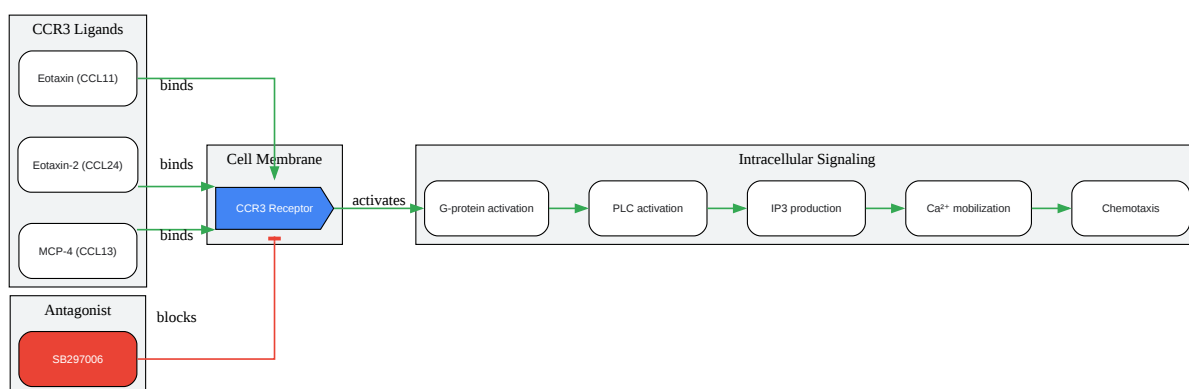 CCR3 Ligands
Eotaxin (CCL11)
binds
Eotaxin-2 (CCL24)
binds
MCP-4 (CCL13)
binds
Cell Membrane
CCR3 Receptor
activates
Intracellular Signaling
G-protein activation
PLC activation
IP3 production
Ca²⁺ mobilization
Chemotaxis
Antagonist
SB297006
blocks